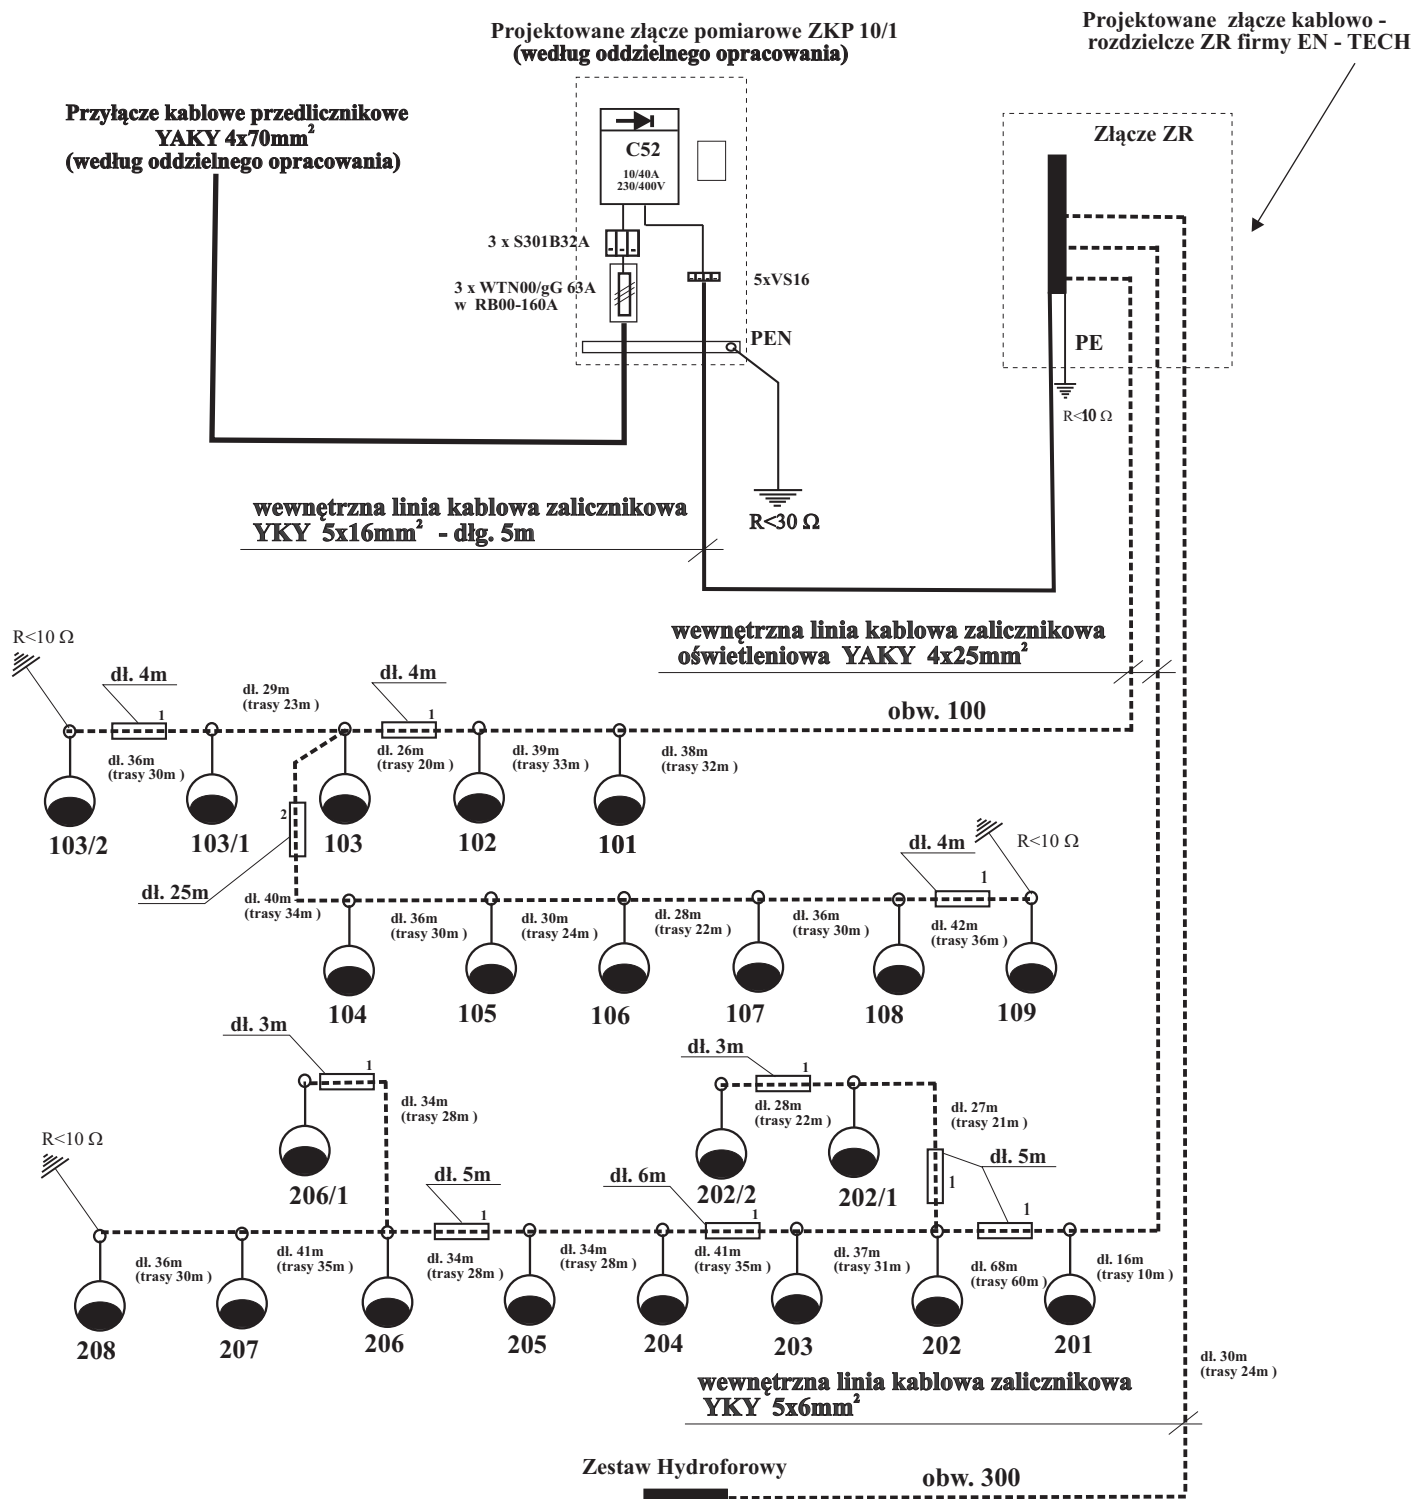 Projektowane złącze kablowo -
rozdzielcze ZR firmy EN - TECH
Projektowane złącze pomiarowe ZKP 10/1
(według oddzielnego opracowania)
Przyłącze kablowe przedlicznikowe
YAKY 4x70mm²
(według oddzielnego opracowania)
C52
10/40A
230/400V
3 x S301B32A
3 x WTN00/gG 63A
w RB00-160A
5xVS16
PEN
R<30 Ω
Złącze ZR
PE
R<10 Ω
wewnętrzna linia kablowa zalicznikowa
YKY 5x16mm² - dłg. 5m
wewnętrzna linia kablowa zalicznikowa
oświetleniowa YAKY 4x25mm²
obw. 100
R<10 Ω
dł. 4m
1
dł. 29m
(trasy 23m )
dł. 4m
1
dł. 36m
(trasy 30m )
dł. 26m
(trasy 20m )
dł. 39m
(trasy 33m )
dł. 38m
(trasy 32m )
103/2
103/1
103
102
101
2
dł. 25m
dł. 40m
(trasy 34m )
dł. 36m
(trasy 30m )
dł. 30m
(trasy 24m )
dł. 28m
(trasy 22m )
dł. 36m
(trasy 30m )
dł. 4m
1
R<10 Ω
dł. 42m
(trasy 36m )
104
105
106
107
108
109
dł. 3m
1
dł. 34m
(trasy 28m )
206/1
dł. 3m
1
dł. 28m
(trasy 22m )
dł. 27m
(trasy 21m )
202/2
202/1
1
dł. 5m
1
R<10 Ω
dł. 5m
1
dł. 6m
1
dł. 36m
(trasy 30m )
dł. 41m
(trasy 35m )
dł. 34m
(trasy 28m )
dł. 34m
(trasy 28m )
dł. 41m
(trasy 35m )
dł. 37m
(trasy 31m )
dł. 68m
(trasy 60m )
dł. 16m
(trasy 10m )
208
207
206
205
204
203
202
201
dł. 30m
(trasy 24m )
wewnętrzna linia kablowa zalicznikowa
YKY 5x6mm²
Zestaw Hydroforowy
obw. 300